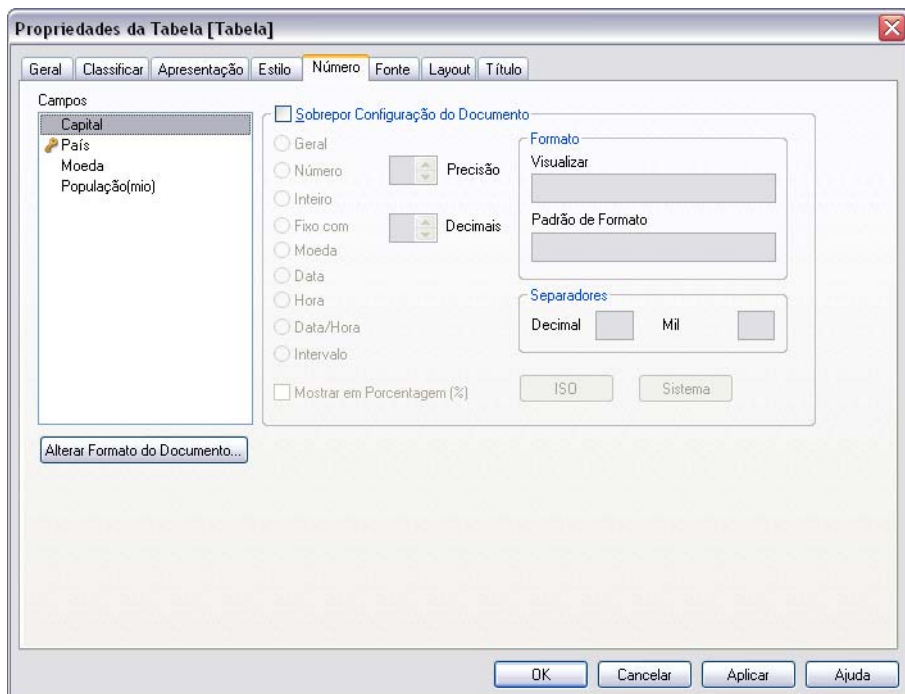 Propriedades da Tabela [Tabela]
Geral Classificar Apresentação Estilo Número Fonte Layout Título
Campos
Capital
País
Moeda
População(mio)
Alterar Formato do Documento...
Sobrepor Configuração do Documento
Geral
Número Precisão
Inteiro
Fixo com Decimais
Moeda
Data
Hora
Data/Hora
Intervalo
Mostrar em Porcentagem (%)
Formato
Visualizar
Padrão de Formato
Separadores
Decimal Mil
ISO Sistema
OK Cancelar Aplicar Ajuda